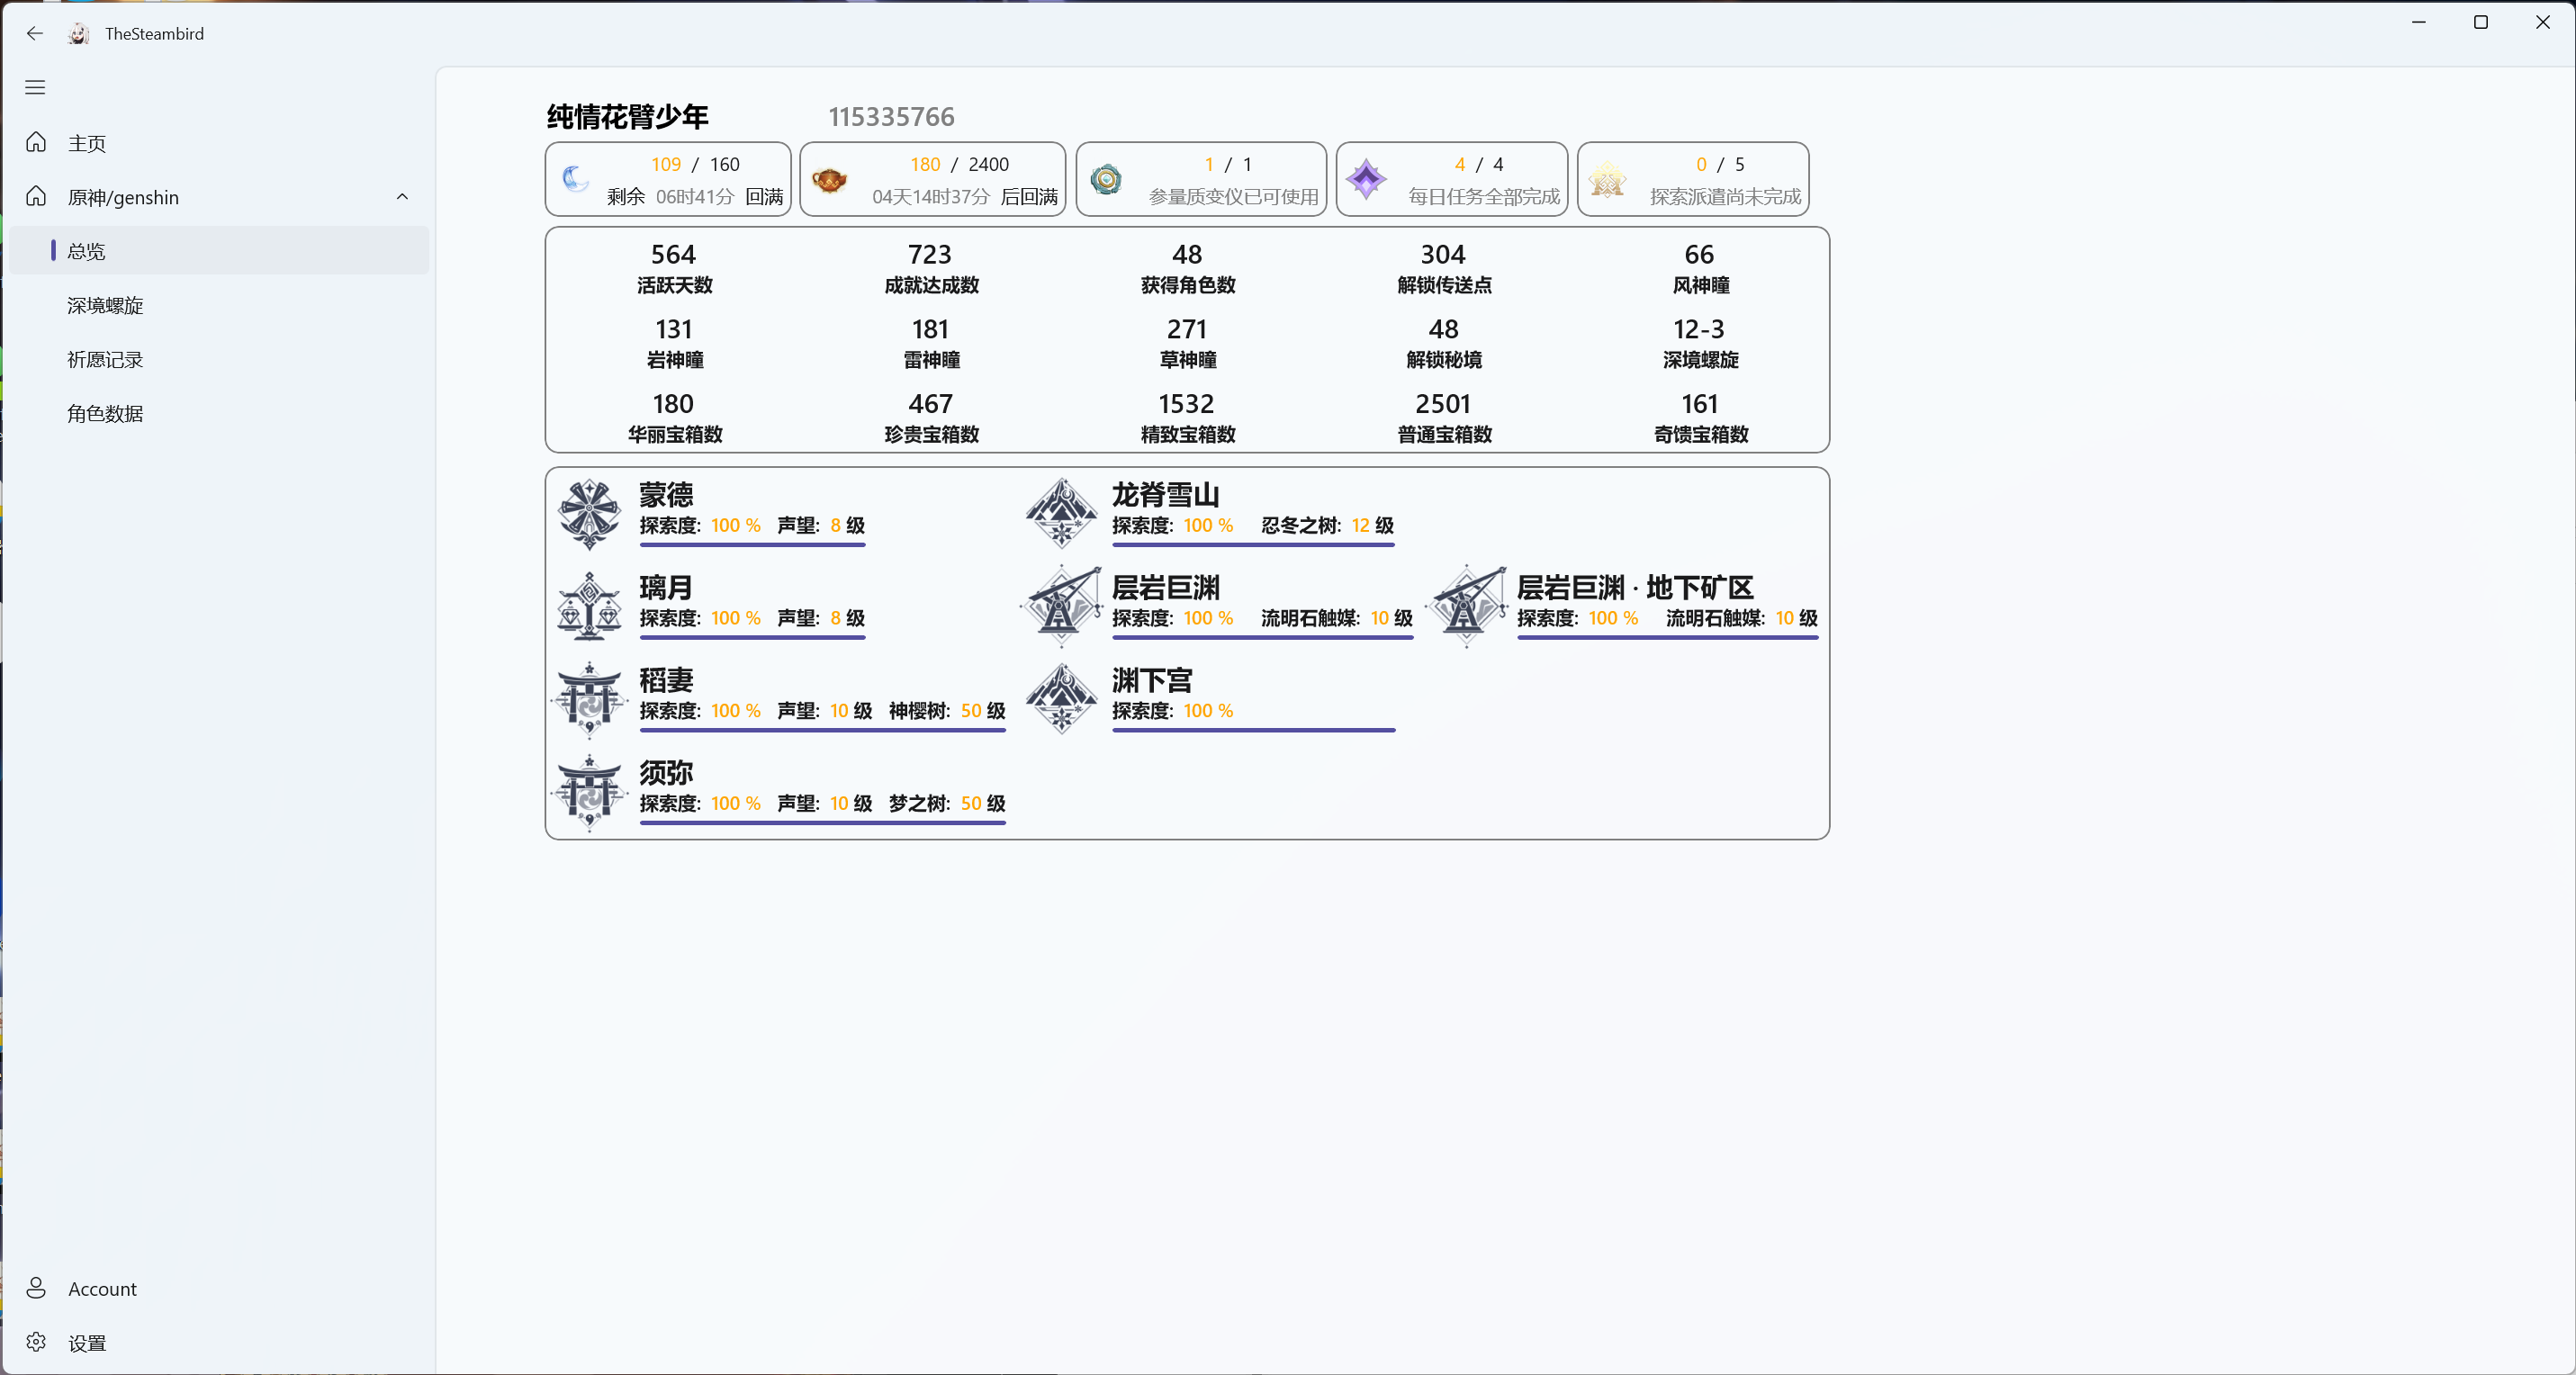 TheSteambird
主页
原神/genshin
总览
深境螺旋
祈愿记录
角色数据
Account
设置
纯情花臂少年 115335766
109 / 160
剩余 06时41分 回满
180 / 2400
04天14时37分 后回满
1 / 1
参量质变仪已可使用
4 / 4
每日任务全部完成
0 / 5
探索派遣尚未完成
564 723 48 304 66
活跃天数 成就达成数 获得角色数 解锁传送点 风神瞳
131 181 271 48 12-3
岩神瞳 雷神瞳 草神瞳 解锁秘境 深境螺旋
180 467 1532 2501 161
华丽宝箱数 珍贵宝箱数 精致宝箱数 普通宝箱数 奇馈宝箱数
蒙德
探索度: 100 % 声望: 8 级
龙脊雪山
探索度: 100 % 忍冬之树: 12 级
璃月
探索度: 100 % 声望: 8 级
层岩巨渊
探索度: 100 % 流明石触媒: 10 级
层岩巨渊 · 地下矿区
探索度: 100 % 流明石触媒: 10 级
稻妻
探索度: 100 % 声望: 10 级 神樱树: 50 级
渊下宫
探索度: 100 %
须弥
探索度: 100 % 声望: 10 级 梦之树: 50 级